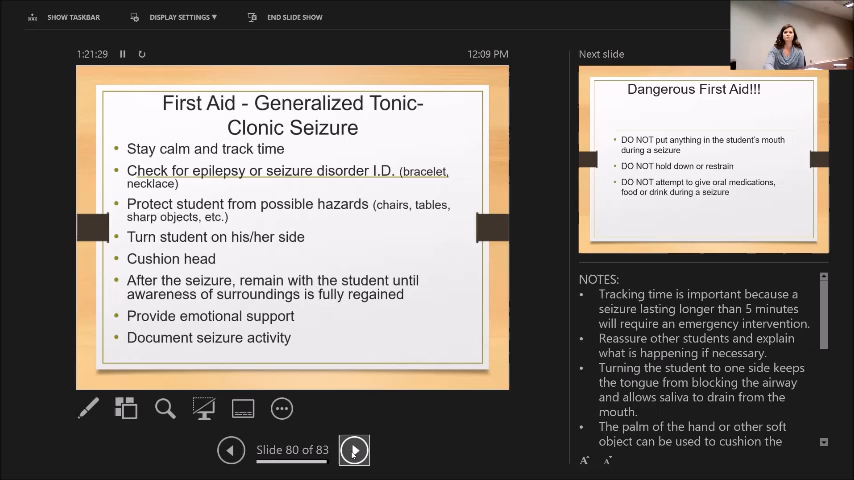 SHOW TASKBAR
DISPLAY SETTINGS ▼
END SLIDE SHOW
1:21:29
12:09 PM
First Aid - Generalized Tonic-
Clonic Seizure
• Stay calm and track time
• Check for epilepsy or seizure disorder I.D. (bracelet,
necklace)
• Protect student from possible hazards (chairs, tables,
sharp objects, etc.)
• Turn student on his/her side
• Cushion head
• After the seizure, remain with the student until
awareness of surroundings is fully regained
• Provide emotional support
• Document seizure activity
Slide 80 of 83
Next slide
Dangerous First Aid!!!
• DO NOT put anything in the student's mouth
during a seizure
• DO NOT hold down or restrain
• DO NOT attempt to give oral medications,
food or drink during a seizure
NOTES:
• Tracking time is important because a
seizure lasting longer than 5 minutes
will require an emergency intervention.
• Reassure other students and explain
what is happening if necessary.
• Turning the student to one side keeps
the tongue from blocking the airway
and allows saliva to drain from the
mouth.
• The palm of the hand or other soft
object can be used to cushion the
A A